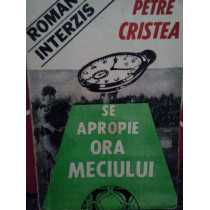 ROMAN
INTERZIS
PETRE
CRISTEA
SE
APROPIE
ORA
MECIULUI